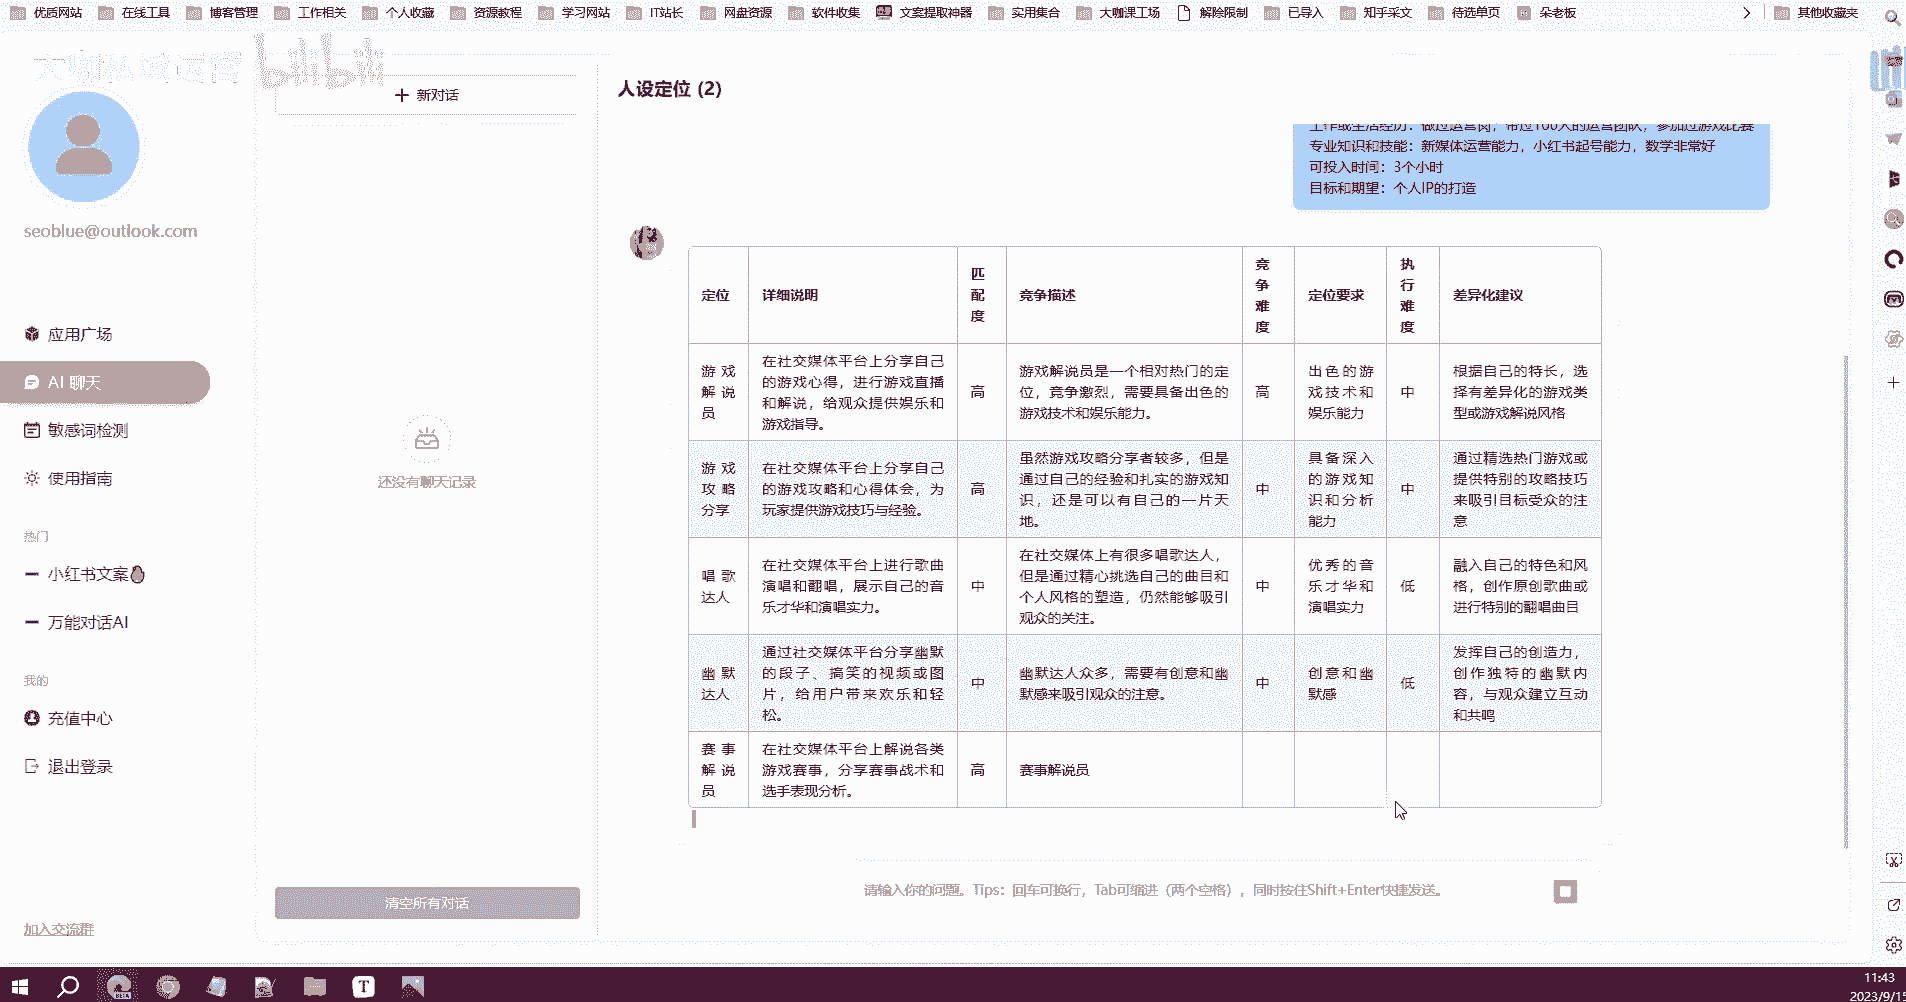 优质网站 在线工具 博客管理 工作相关 个人收藏 资源教程 学习网站 IT站长 网盘资源 软件收集 文案提取神器 实用集合 大咖课工场 解除限制 已导入 知乎采文 待选单页 朵老板 其他收藏夹
大咖私域运营 bilibili
seoblue@outlook.com
应用广场
AI 聊天
敏感词检测
使用指南
热门
小红书文案
万能对话AI
我的
充值中心
退出登录
加入交流群
新对话
还没有聊天记录
清空所有对话
人设定位 (2)
工作或生活经历：做过运营岗，带过100人的运营团队，参加过游戏比赛
专业知识和技能：新媒体运营能力，小红书起号能力，数学非常好
可投入时间：3个小时
目标和期望：个人IP的打造
定位 详细说明 匹配度 竞争描述 竞争难度 定位要求 执行难度 差异化建议
游戏解说员
在社交媒体平台上分享自己
的游戏心得，进行游戏直播
和解说，给观众提供娱乐和
游戏指导。
高
游戏解说员是一个相对热门的定
位，竞争激烈，需要具备出色的
游戏技术和娱乐能力。
高
出色的游
戏技术和
娱乐能力
中
根据自己的特长，选
择有差异化的游戏类
型或游戏解说风格
游戏攻略分享
在社交媒体平台上分享自己
的游戏攻略和心得体会，为
玩家提供游戏技巧与经验。
高
虽然游戏攻略分享者较多，但是
通过自己的经验和扎实的游戏知
识，还是可以有自己的一片天
地。
中
具备深入
的游戏知
识和分析
能力
中
通过精选热门游戏或
提供特别的攻略技巧
来吸引目标受众的注
意
唱歌达人
在社交媒体平台上进行歌曲
演唱和翻唱，展示自己的音
乐才华和演唱实力。
中
在社交媒体上有很多唱歌达人，
但是通过精心挑选自己的曲目和
个人风格的塑造，仍然能够吸引
观众的关注。
中
优秀的音
乐才华和
演唱实力
低
融入自己的特色和风
格，创作原创歌曲或
进行特别的翻唱曲目
幽默达人
通过社交媒体平台分享幽默
的段子、搞笑的视频或图
片，给用户带来欢乐和轻
松。
中
幽默达人众多，需要有创意和幽
默感来吸引观众的注意。
中
创意和幽
默感
低
发挥自己的创造力，
创作独特的幽默内
容，与观众建立互动
和共鸣
赛事解说员
在社交媒体平台上解说各类
游戏赛事，分享赛事战术和
选手表现分析。
高
赛事解说员
请输入你的问题。Tips：回车可换行，Tab可缩进（两个空格），同时按住Shift+Enter快捷发送。
11:43
2023/9/15